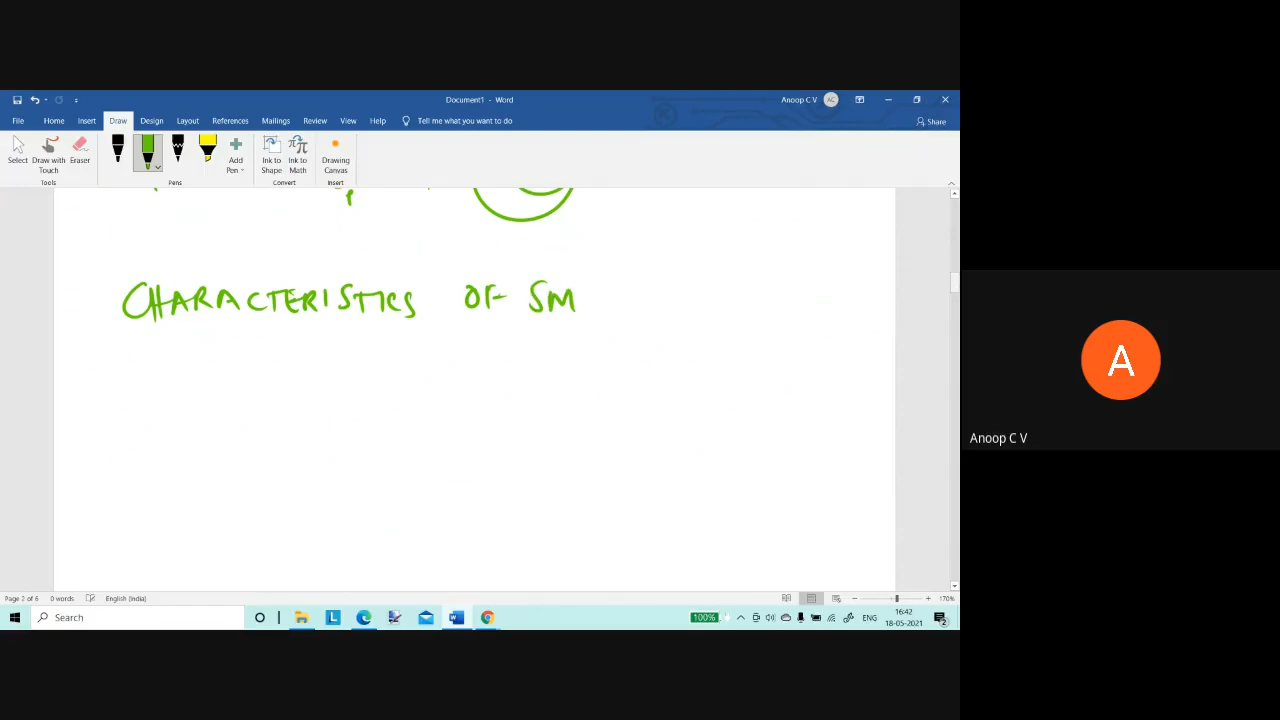 Document1 - Word
Anoop C V
AC
File Home Insert Draw Design Layout References Mailings Review View Help Tell me what you want to do
Share
Select Draw with Touch Eraser
Add Pen
Ink to Shape Ink to Math
Drawing Canvas
Tools Pens Convert Insert
CHARACTERISTICS OF SM
A
Anoop C V
Page 2 of 6 0 words English (India)
170%
Search
L
100%
ENG
16:42
18-05-2021
2